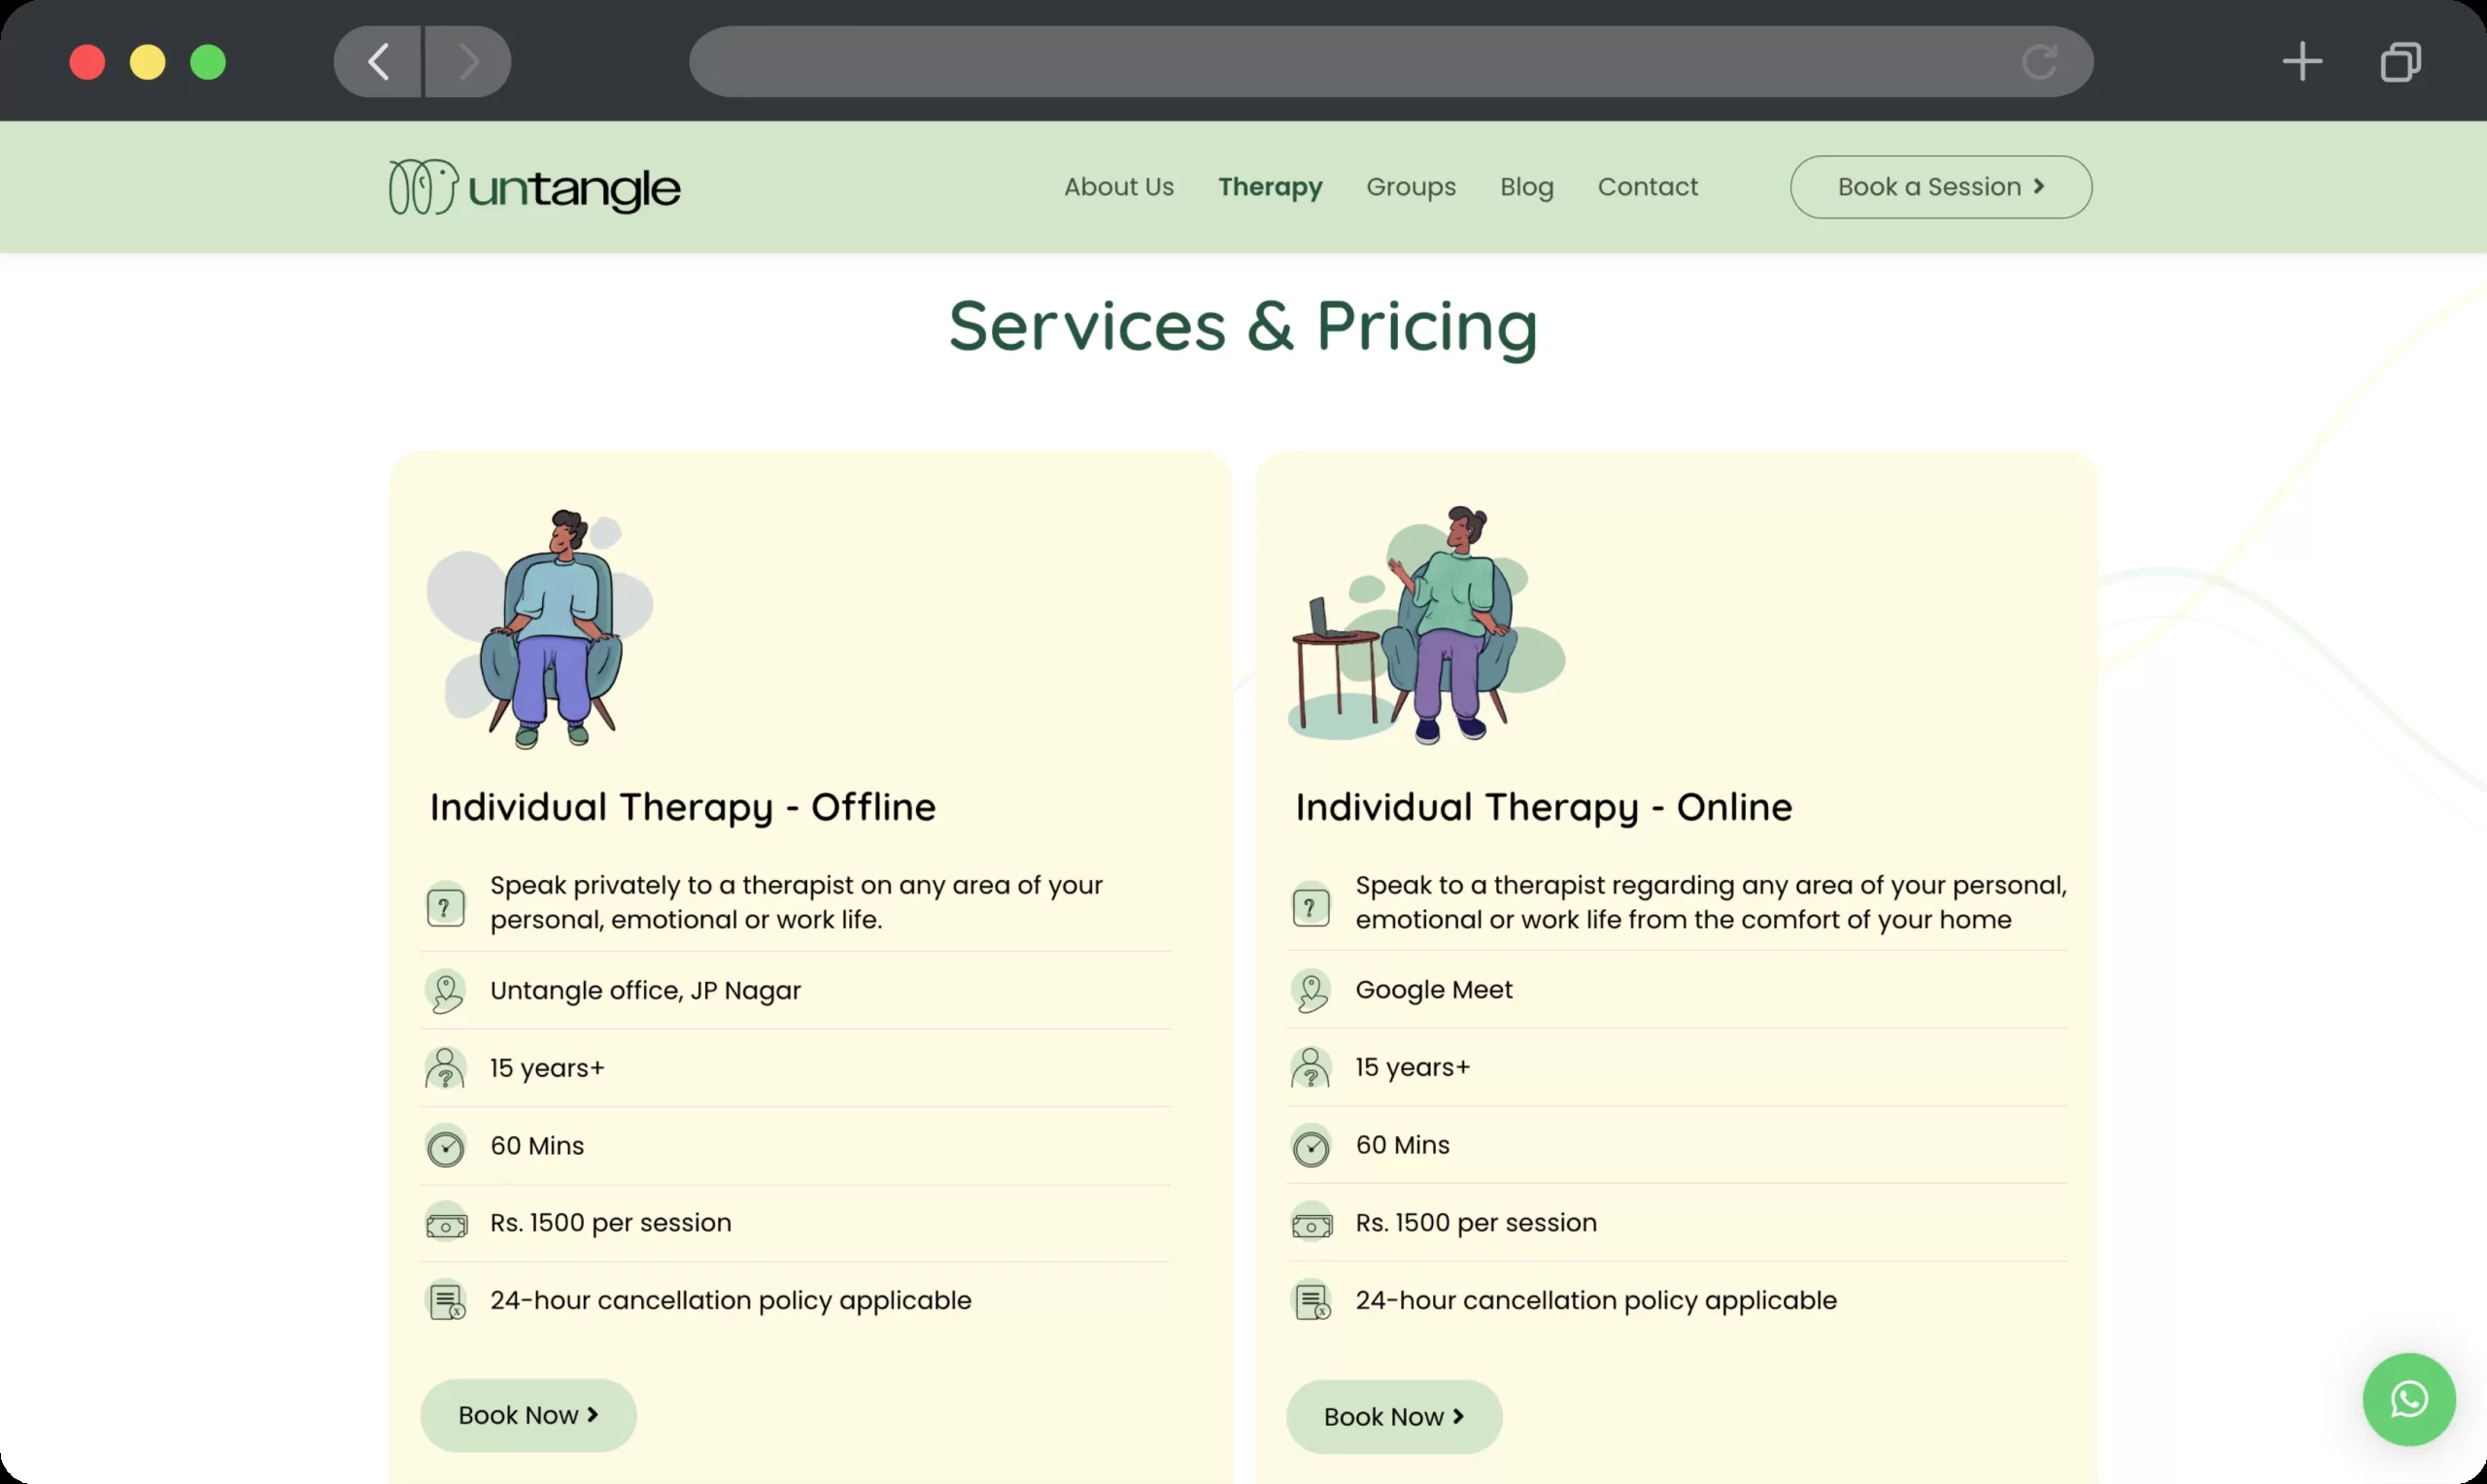 untangle
About Us
Therapy
Groups
Blog
Contact
Book a Session
Services & Pricing
Individual Therapy - Offline
Speak privately to a therapist on any area of your
personal, emotional or work life.
Untangle office, JP Nagar
15 years+
60 Mins
Rs. 1500 per session
24-hour cancellation policy applicable
Book Now
Individual Therapy - Online
Speak to a therapist regarding any area of your personal,
emotional or work life from the comfort of your home
Google Meet
15 years+
60 Mins
Rs. 1500 per session
24-hour cancellation policy applicable
Book Now